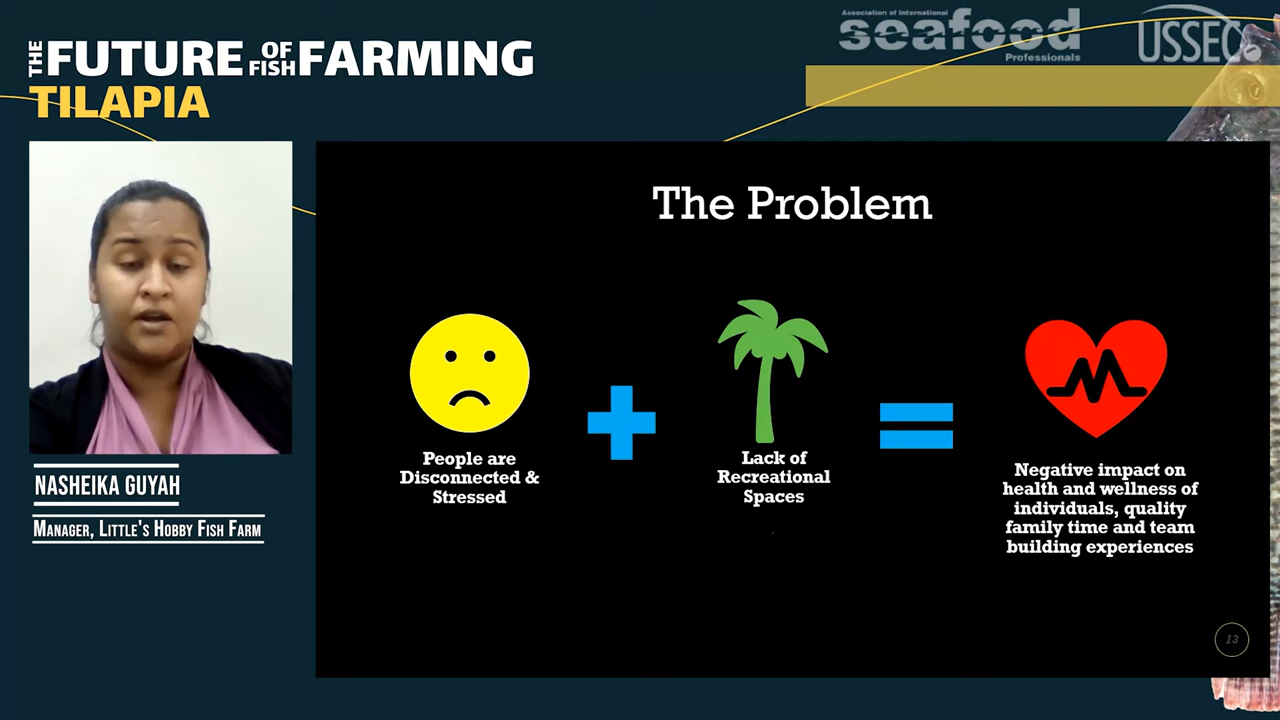 THE FUTURE OF FISH FARMING
TILAPIA
Association of International
seafood
Professionals
USSEC
The Problem
People are
Disconnected &
Stressed
Lack of
Recreational
Spaces
Negative impact on
health and wellness of
individuals, quality
family time and team
building experiences
13
NASHEIKA GUYAH
MANAGER, LITTLE'S HOBBY FISH FARM